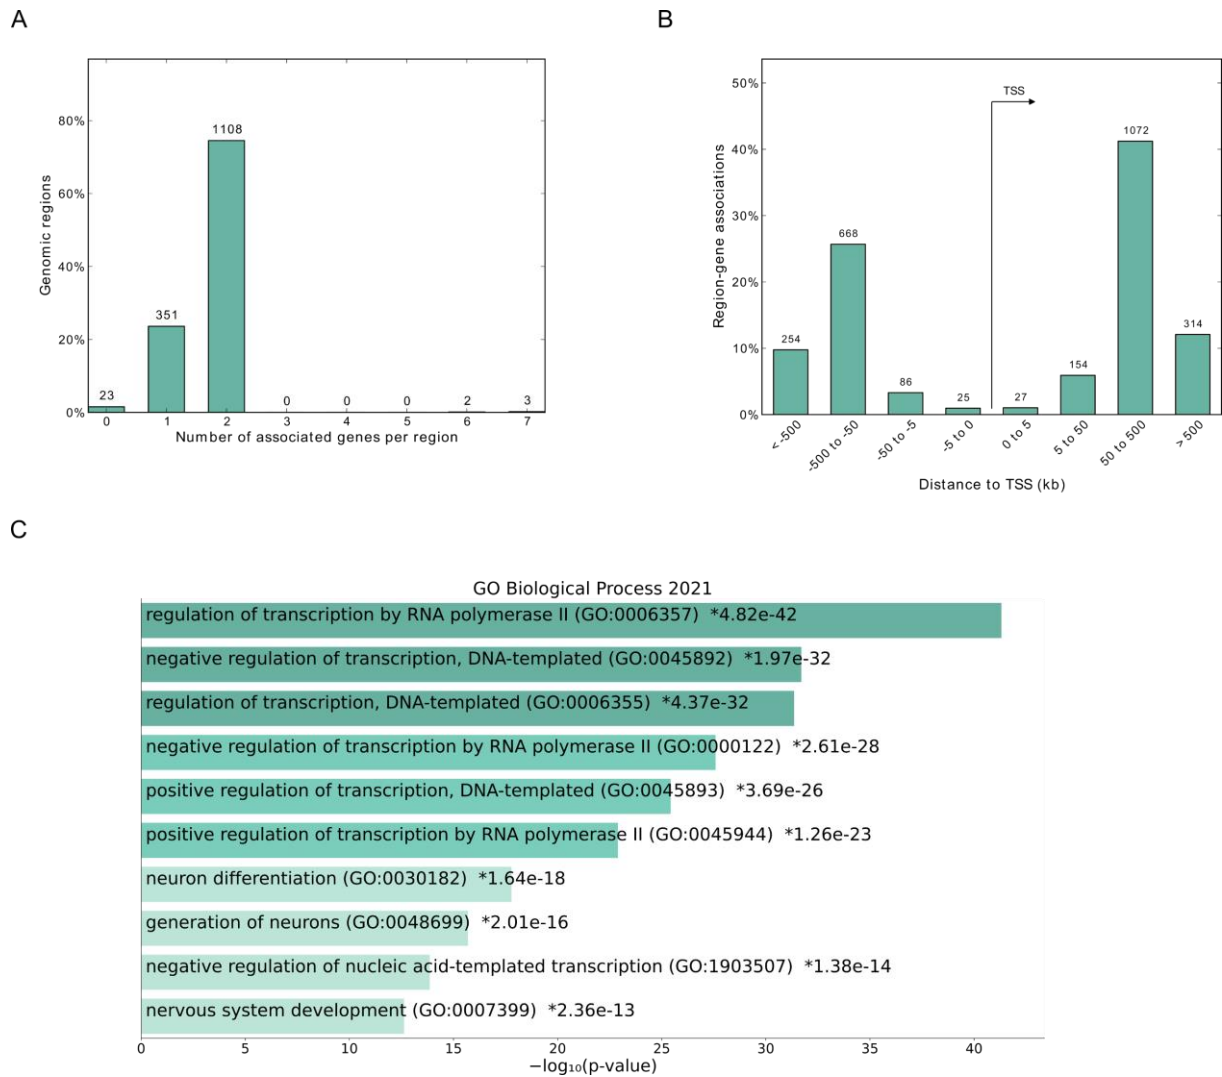 A
B
Genomic regions
80%
60%
40%
20%
0%
23
351
1108
0
0
0
2
3
0
1
2
3
4
5
6
7
Number of associated genes per region
Region-gene associations
50%
40%
30%
20%
10%
0%
TSS
254
668
86
25
27
154
1072
314
< -500
-500 to -50
-50 to -5
-5 to 0
0 to 5
5 to 50
50 to 500
> 500
Distance to TSS (kb)
C
GO Biological Process 2021
regulation of transcription by RNA polymerase II (GO:0006357) *4.82e-42
negative regulation of transcription, DNA-templated (GO:0045892) *1.97e-32
regulation of transcription, DNA-templated (GO:0006355) *4.37e-32
negative regulation of transcription by RNA polymerase II (GO:0000122) *2.61e-28
positive regulation of transcription, DNA-templated (GO:0045893) *3.69e-26
positive regulation of transcription by RNA polymerase II (GO:0045944) *1.26e-23
neuron differentiation (GO:0030182) *1.64e-18
generation of neurons (GO:0048699) *2.01e-16
negative regulation of nucleic acid-templated transcription (GO:1903507) *1.38e-14
nervous system development (GO:0007399) *2.36e-13
0
5
10
15
20
25
30
35
40
−log₁₀(p-value)